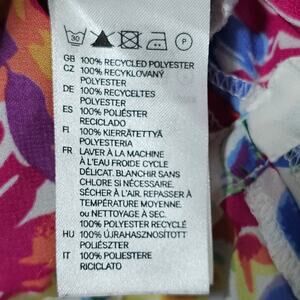 30
P
GB 100% RECYCLED POLYESTER
CZ 100% RECYKLOVANÝ
POLYESTER
DE 100% RECYCELTES
POLYESTER
ES 100% POLIÉSTER
RECICLADO
FI 100% KIERRÄTETTYÄ
POLYESTERIA
FR LAVER À LA MACHINE
À L'EAU FROIDE CYCLE
DÉLICAT. BLANCHIR SANS
CHLORE SI NÉCESSAIRE.
SÉCHER À L'AIR. REPASSER À
TEMPÉRATURE MOYENNE.
ou NETTOYAGE À SEC.
100% POLYESTER RECYCLÉ
HU 100% ÚJRAHASZNOSÍTOTT
POLIÉSZTER
IT 100% POLIESTERE
RICICLATO